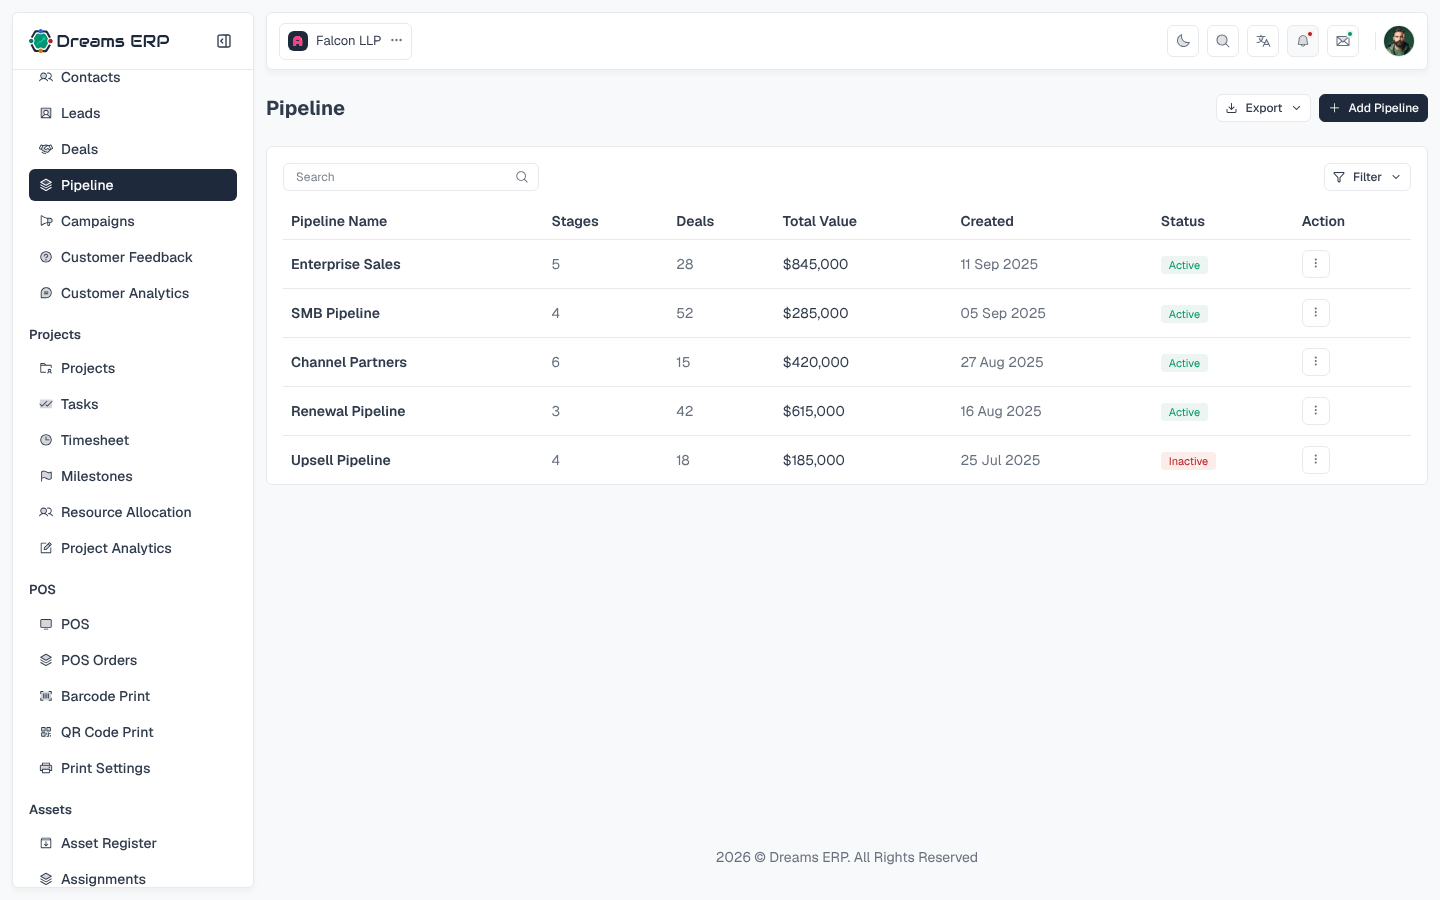 Dreams ERP
Contacts
Leads
Deals
Pipeline
Campaigns
Customer Feedback
Customer Analytics
Projects
Projects
Tasks
Timesheet
Milestones
Resource Allocation
Project Analytics
POS
POS
POS Orders
Barcode Print
QR Code Print
Print Settings
Assets
Asset Register
Assignments
Falcon LLP
Pipeline
Export
Add Pipeline
Search
Filter
Pipeline Name Stages Deals Total Value Created Status Action
Enterprise Sales 5 28 $845,000 11 Sep 2025 Active
SMB Pipeline 4 52 $285,000 05 Sep 2025 Active
Channel Partners 6 15 $420,000 27 Aug 2025 Active
Renewal Pipeline 3 42 $615,000 16 Aug 2025 Active
Upsell Pipeline 4 18 $185,000 25 Jul 2025 Inactive
2026 © Dreams ERP. All Rights Reserved